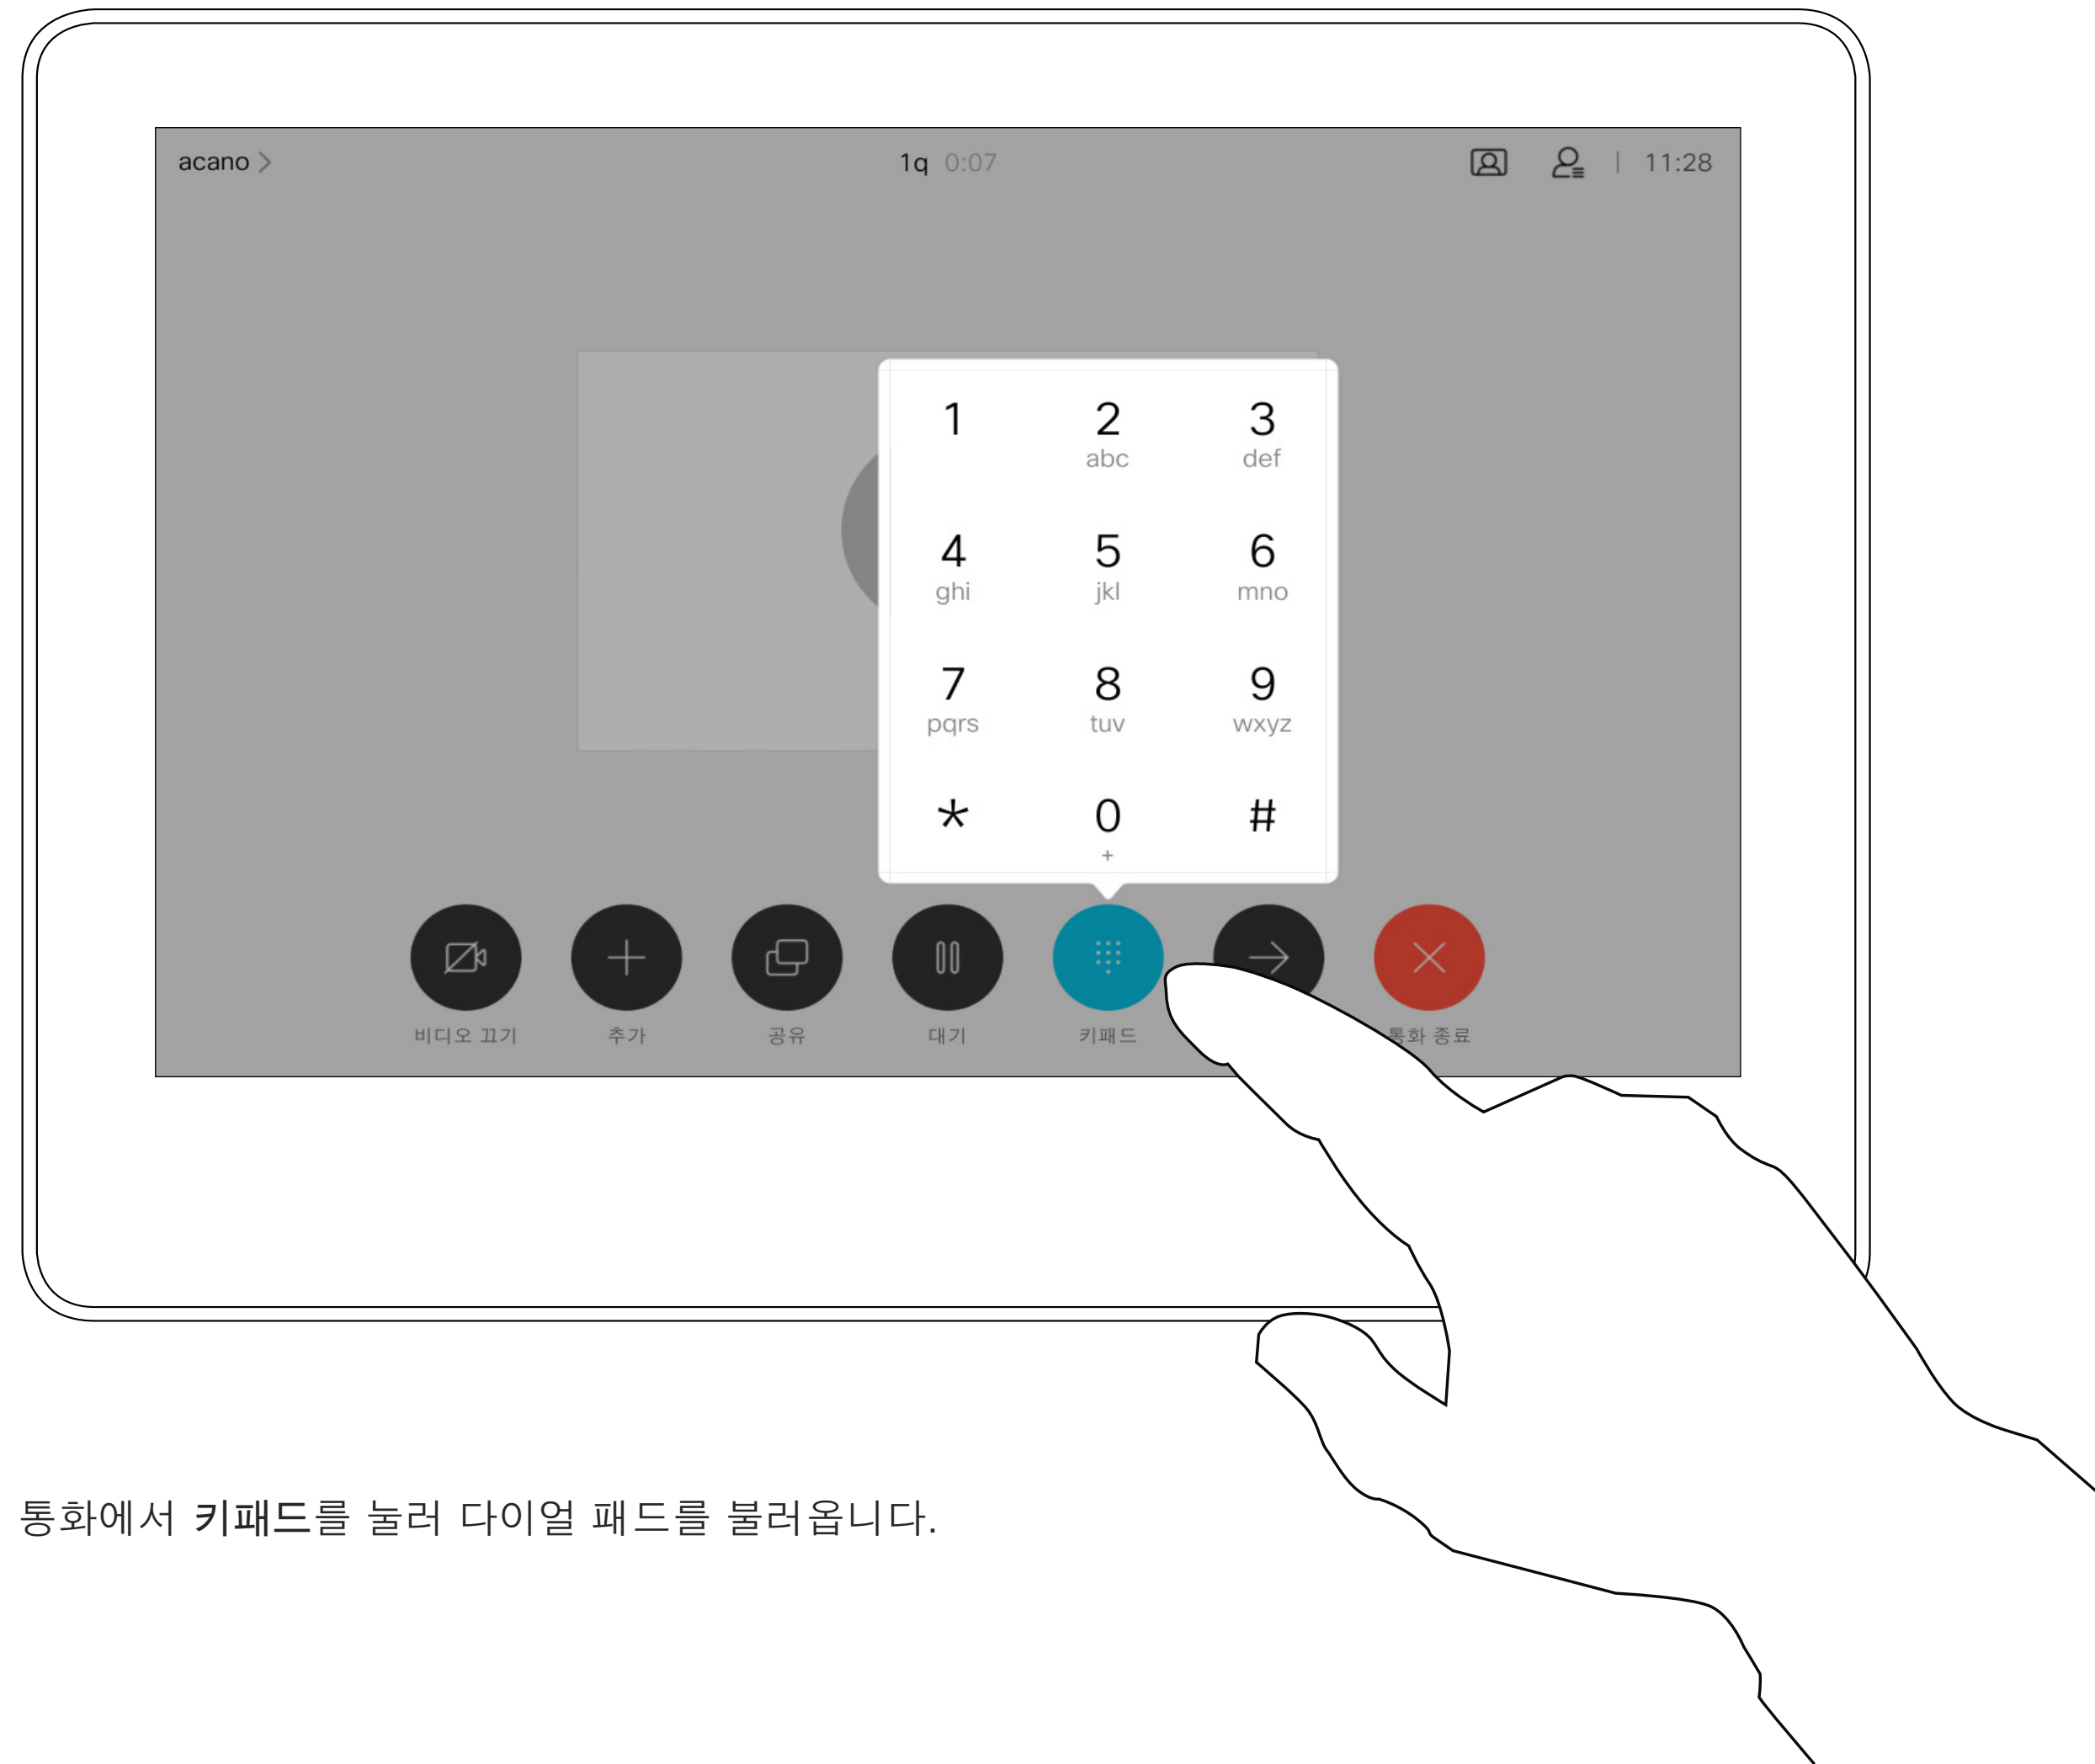 acano
1q 0:07
11:28
1 2 3
abc def
4 5 6
ghi jkl mno
7 8 9
pqrs tuv wxyz
* 0 #
+
비디오 끄기 추가 공유 대기 키패드 통화 종료
통화에서 키패드를 눌러 다이얼 패드를 불러옵니다.